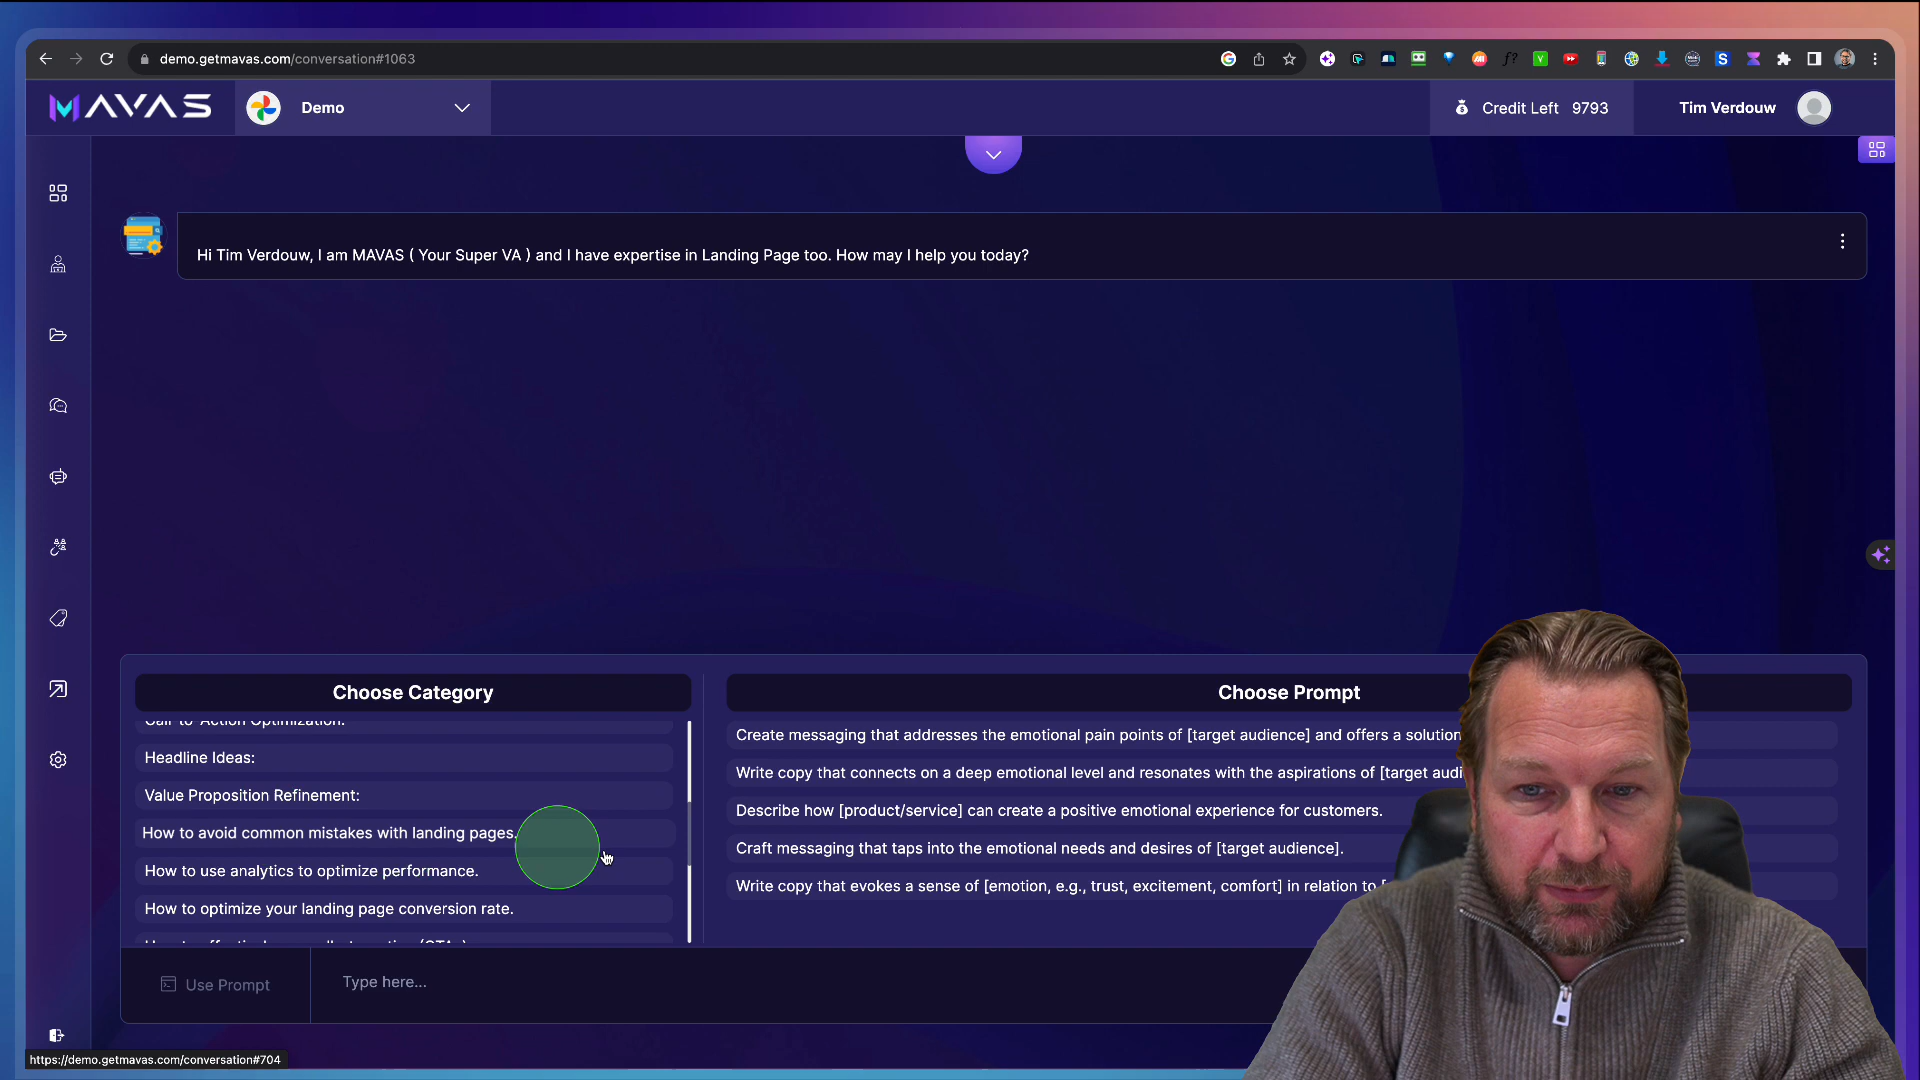 demo.getmavas.com/conversation#1063
MAVAS
Demo
Credit Left 9793
Tim Verdouw
Hi Tim Verdouw, I am MAVAS ( Your Super VA ) and I have expertise in Landing Page too. How may I help you today?
Choose Category
Call-to-Action Optimization:
Headline Ideas:
Value Proposition Refinement:
How to avoid common mistakes with landing pages.
How to use analytics to optimize performance.
How to optimize your landing page conversion rate.
Choose Prompt
Create messaging that addresses the emotional pain points of [target audience] and offers a solution
Write copy that connects on a deep emotional level and resonates with the aspirations of [target
Describe how [product/service] can create a positive emotional experience for customers.
Craft messaging that taps into the emotional needs and desires of [target audience].
Write copy that evokes a sense of [emotion, e.g., trust, excitement, comfort] in relation to
Use Prompt
Type here...
https://demo.getmavas.com/conversation#704